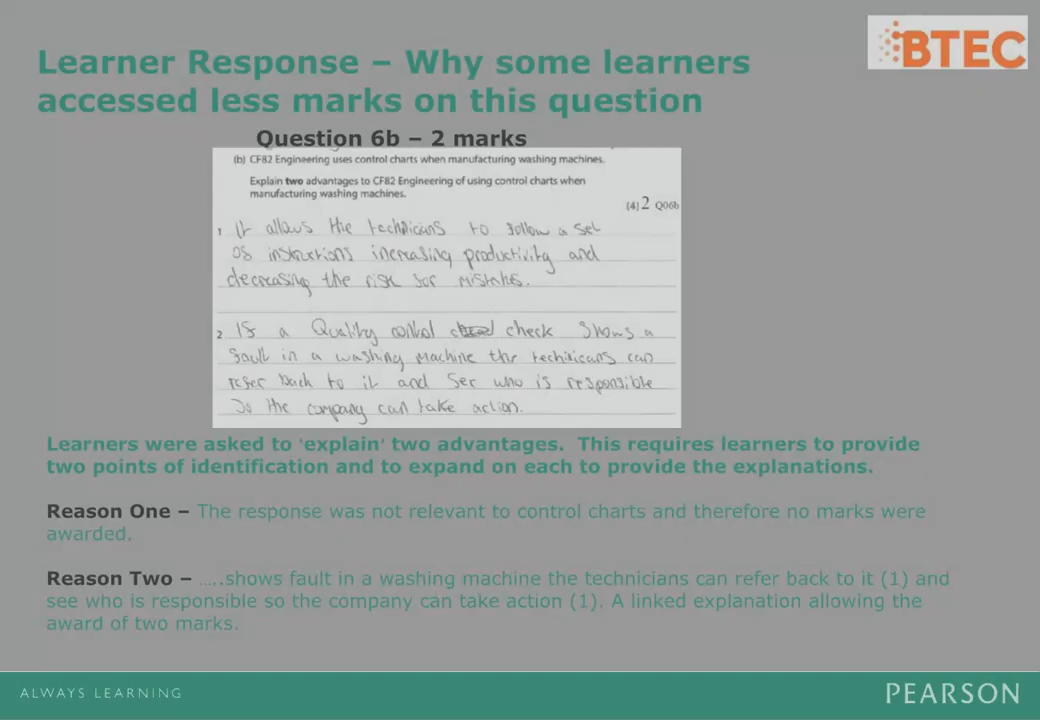 BTEC
Learner Response – Why some learners
accessed less marks on this question
Question 6b – 2 marks
(b) CF82 Engineering uses control charts when manufacturing washing machines.
Explain two advantages to CF82 Engineering of using control charts when
manufacturing washing machines.
(4) 2 Q06b
1 It allows the technicians to follow a set
of instructions increasing productivity and
decreasing the risk for mistakes.
2 If a Quality control check shows a
fault in a washing machine the technicans can
refer back to it and see who is responsible
so the company can take action.
Learners were asked to 'explain' two advantages. This requires learners to provide
two points of identification and to expand on each to provide the explanations.
Reason One – The response was not relevant to control charts and therefore no marks were
awarded.
Reason Two – …..shows fault in a washing machine the technicians can refer back to it (1) and
see who is responsible so the company can take action (1). A linked explanation allowing the
award of two marks.
ALWAYS LEARNING
PEARSON